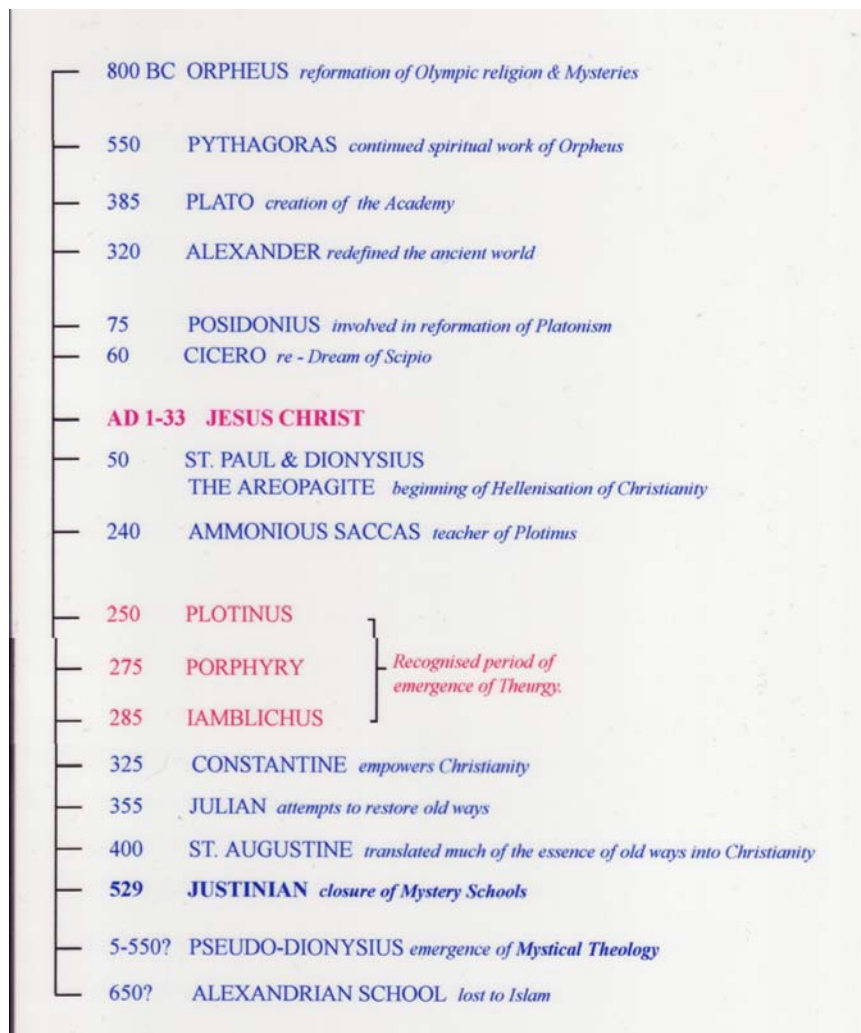 800 BC ORPHEUS reformation of Olympic religion & Mysteries
550 PYTHAGORAS continued spiritual work of Orpheus
385 PLATO creation of the Academy
320 ALEXANDER redefined the ancient world
75 POSIDONIUS involved in reformation of Platonism
60 CICERO re - Dream of Scipio
AD 1-33 JESUS CHRIST
50 ST. PAUL & DIONYSIUS
THE AREOPAGITE beginning of Hellenisation of Christianity
240 AMMONIOUS SACCAS teacher of Plotinus
250 PLOTINUS
275 PORPHYRY Recognised period of
emergence of Theurgy.
285 IAMBLICHUS
325 CONSTANTINE empowers Christianity
355 JULIAN attempts to restore old ways
400 ST. AUGUSTINE translated much of the essence of old ways into Christianity
529 JUSTINIAN closure of Mystery Schools
5-550? PSEUDO-DIONYSIUS emergence of Mystical Theology
650? ALEXANDRIAN SCHOOL lost to Islam